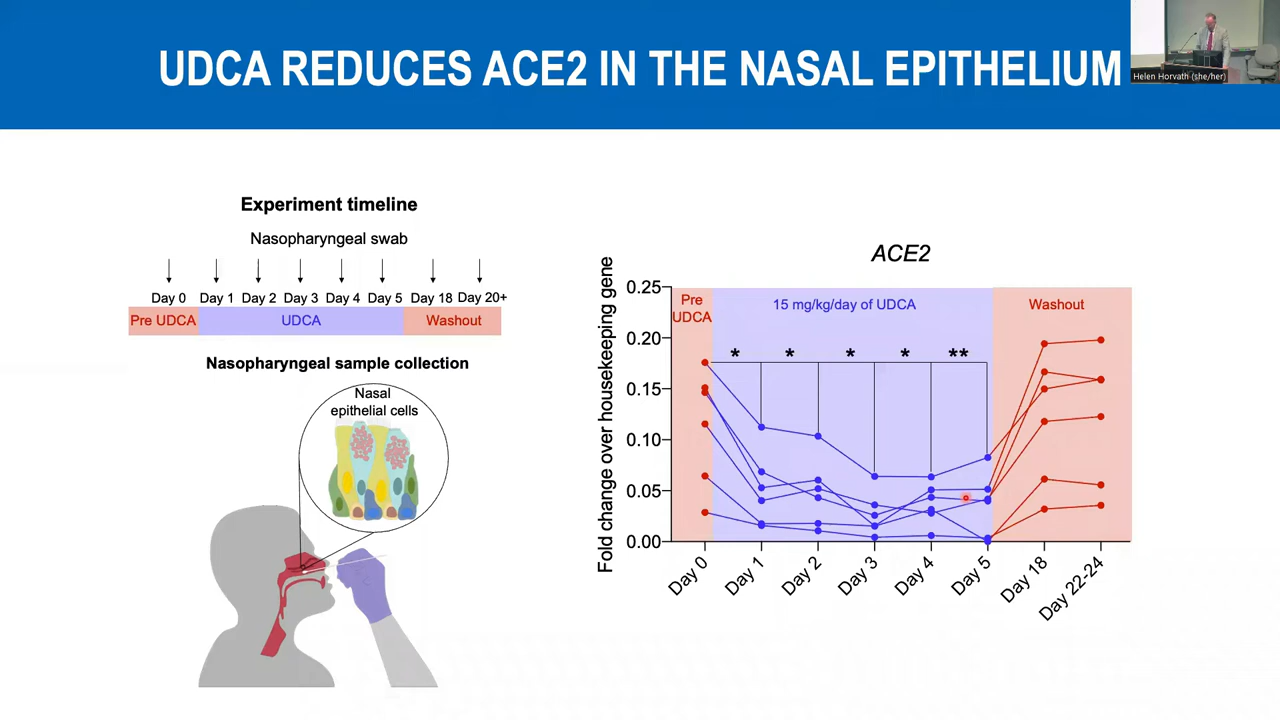 UDCA REDUCES ACE2 IN THE NASAL EPITHELIUM
Helen Horvath (she/her)
Experiment timeline
Nasopharyngeal swab
Day 0 Day 1 Day 2 Day 3 Day 4 Day 5 Day 18 Day 20+
Pre UDCA UDCA Washout
Nasopharyngeal sample collection
Nasal
epithelial cells
ACE2
Fold change over housekeeping gene
0.25
0.20
0.15
0.10
0.05
0.00
Pre
UDCA
15 mg/kg/day of UDCA
Washout
* * * * **
Day 0 Day 1 Day 2 Day 3 Day 4 Day 5 Day 18 Day 22-24